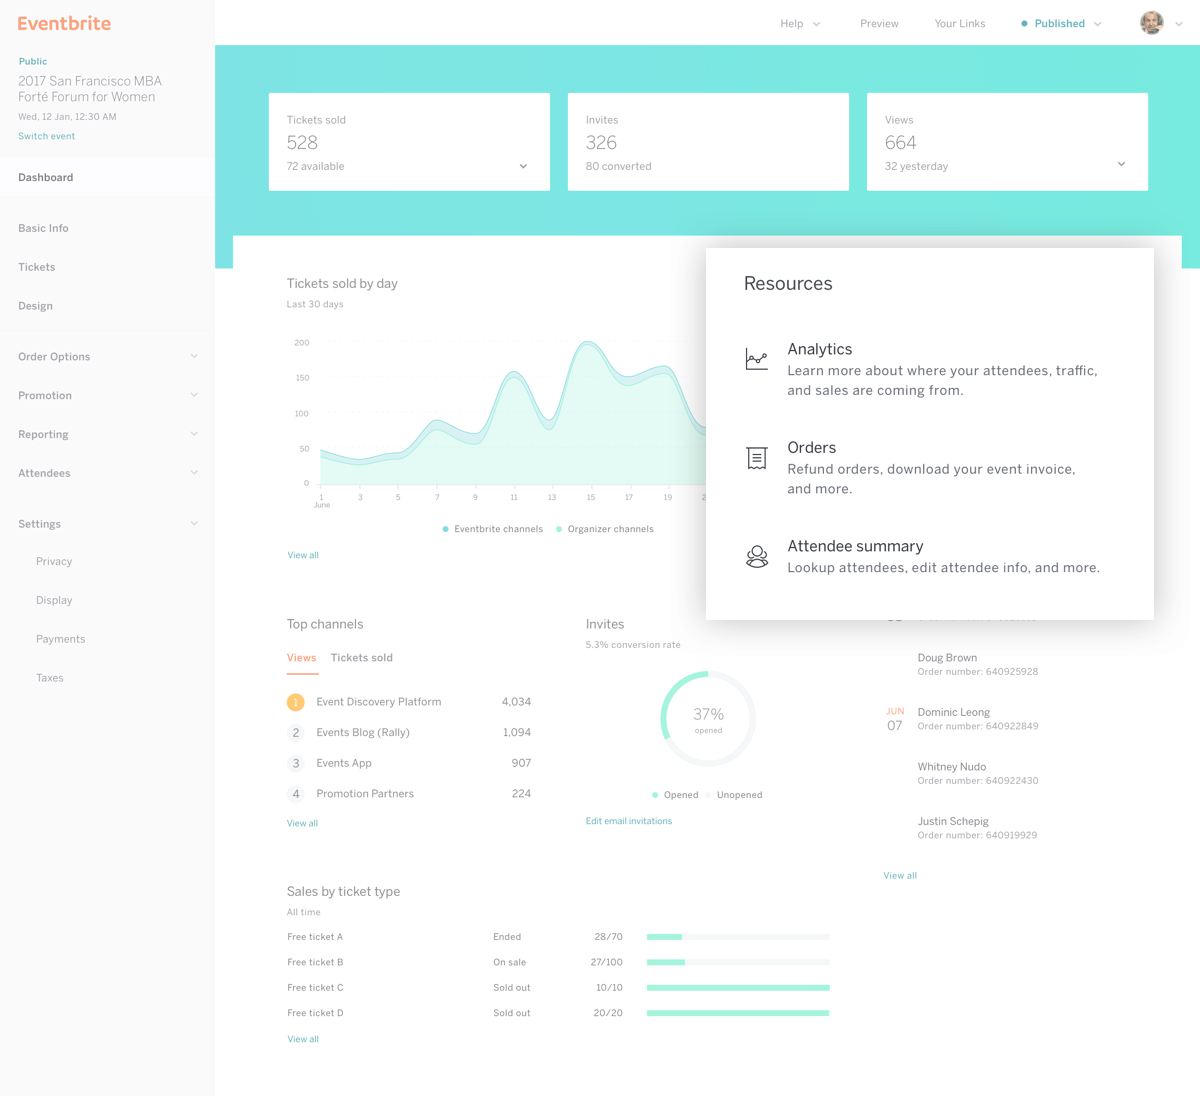 Eventbrite
Help
Preview
Your Links
Published
Public
2017 San Francisco MBA
Forté Forum for Women
Wed, 12 Jan, 12:30 AM
Switch event
Dashboard
Basic Info
Tickets
Design
Order Options
Promotion
Reporting
Attendees
Settings
Privacy
Display
Payments
Taxes
Tickets sold
528
72 available
Invites
326
80 converted
Views
664
32 yesterday
Tickets sold by day
Last 30 days
200
150
100
50
0
1 3 5 7 9 11 13 15 17 19
June
Eventbrite channels
Organizer channels
View all
Resources
Analytics
Learn more about where your attendees, traffic,
and sales are coming from.
Orders
Refund orders, download your event invoice,
and more.
Attendee summary
Lookup attendees, edit attendee info, and more.
Top channels
Views Tickets sold
1 Event Discovery Platform 4,034
2 Events Blog (Rally) 1,094
3 Events App 907
4 Promotion Partners 224
View all
Invites
5.3% conversion rate
37%
opened
Opened Unopened
Edit email invitations
Doug Brown
Order number: 640925928
JUN
07
Dominic Leong
Order number: 640922849
Whitney Nudo
Order number: 640922430
Justin Schepig
Order number: 640919929
View all
Sales by ticket type
All time
Free ticket A Ended 28/70
Free ticket B On sale 27/100
Free ticket C Sold out 10/10
Free ticket D Sold out 20/20
View all